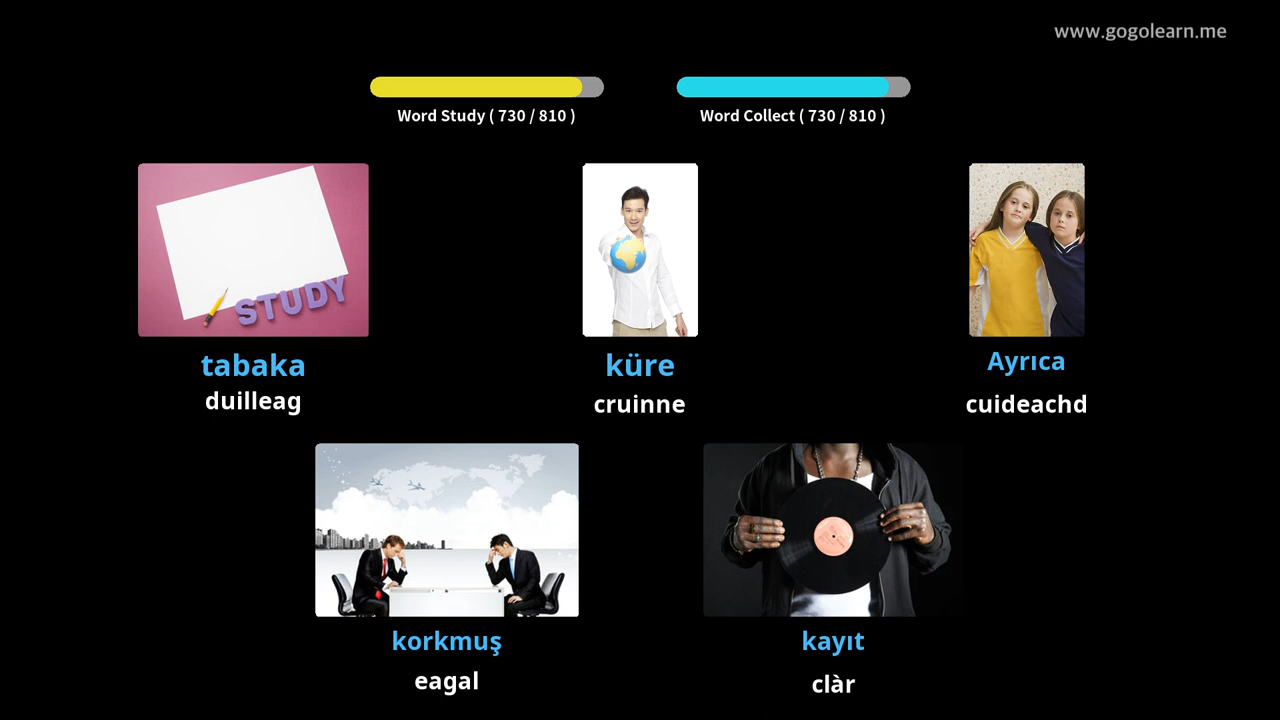 www.gogolearn.me
Word Study ( 730 / 810 )
Word Collect ( 730 / 810 )
STUDY
tabaka
duilleag
küre
cruinne
Ayrıca
cuideachd
korkmuş
eagal
kayıt
clàr